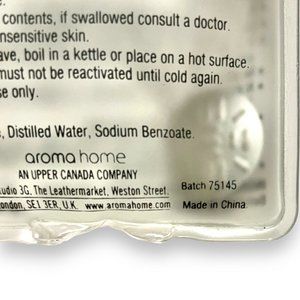 contents, if swallowed consult a doctor.
nsensitive skin.
ave, boil in a kettle or place on a hot surface.
must not be reactivated until cold again.
se only.
, Distilled Water, Sodium Benzoate.
aroma home
AN UPPER CANADA COMPANY
udio 3G, The Leathermarket, Weston Street, Batch 75145
ondon, SE1 3ER, U.K. www.aromahome.com Made in China.